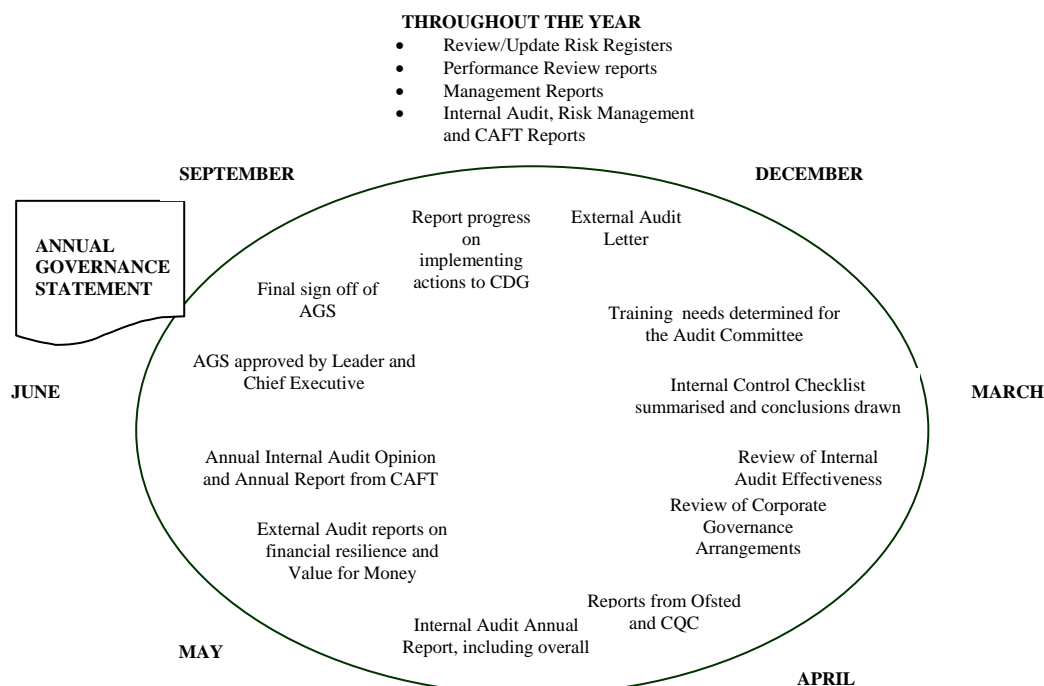 THROUGHOUT THE YEAR
• Review/Update Risk Registers
• Performance Review reports
• Management Reports
• Internal Audit, Risk Management
and CAFT Reports
SEPTEMBER
DECEMBER
ANNUAL
GOVERNANCE
STATEMENT
Report progress
on
implementing
actions to CDG
External Audit
Letter
Final sign off of
AGS
Training needs determined for
the Audit Committee
AGS approved by Leader and
Chief Executive
JUNE
Internal Control Checklist
summarised and conclusions drawn
MARCH
Annual Internal Audit Opinion
and Annual Report from CAFT
Review of Internal
Audit Effectiveness
Review of Corporate
Governance
Arrangements
External Audit reports on
financial resilience and
Value for Money
Reports from Ofsted
and CQC
Internal Audit Annual
Report, including overall
MAY
APRIL